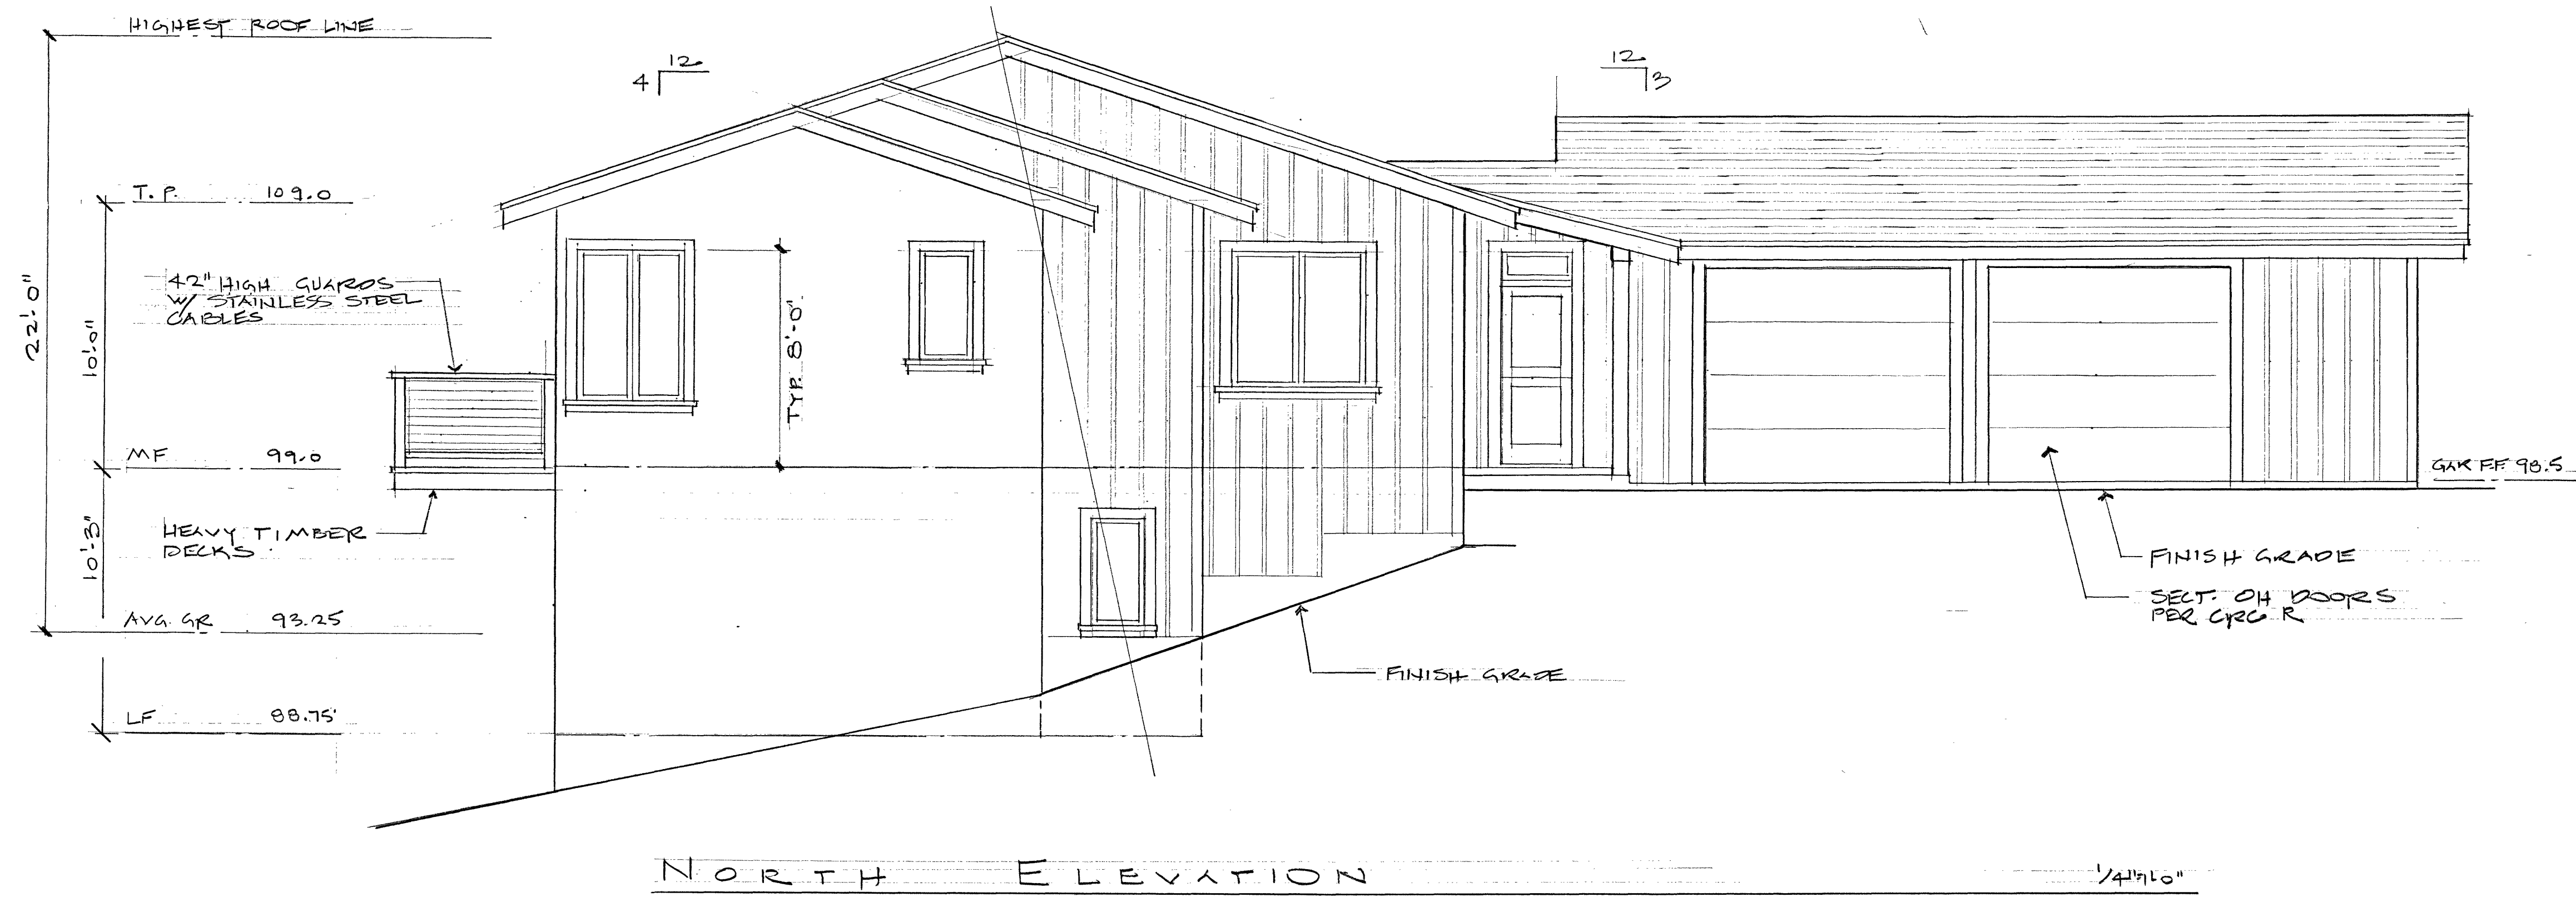 HIGHEST ROOF LINE
12
4
12
3
T.P. 109.0
22'-0"
10'-0"
42" HIGH GUARDS
W/ STAINLESS STEEL
CABLES
TYP. 8'-0"
MF 99.0
GAR F.F. 98.5
10'-3"
HEAVY TIMBER
DECKS
FINISH GRADE
SECT. OH DOORS
PER
AVG. GR 93.25
FINISH GRADE
LF 88.75'
NORTH ELEVATION
1/4"=1'-0"